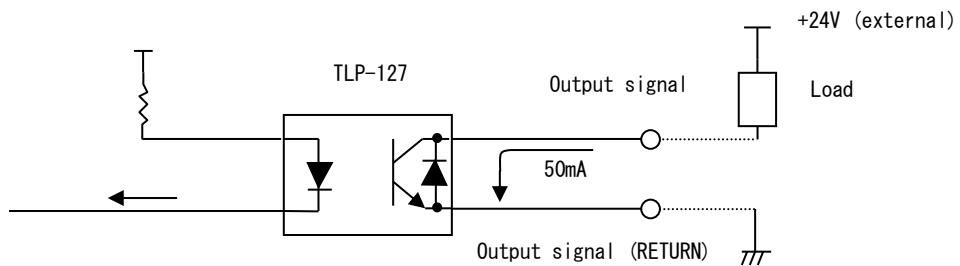 +24V (external)
TLP-127
Output signal
Load
50mA
Output signal (RETURN)